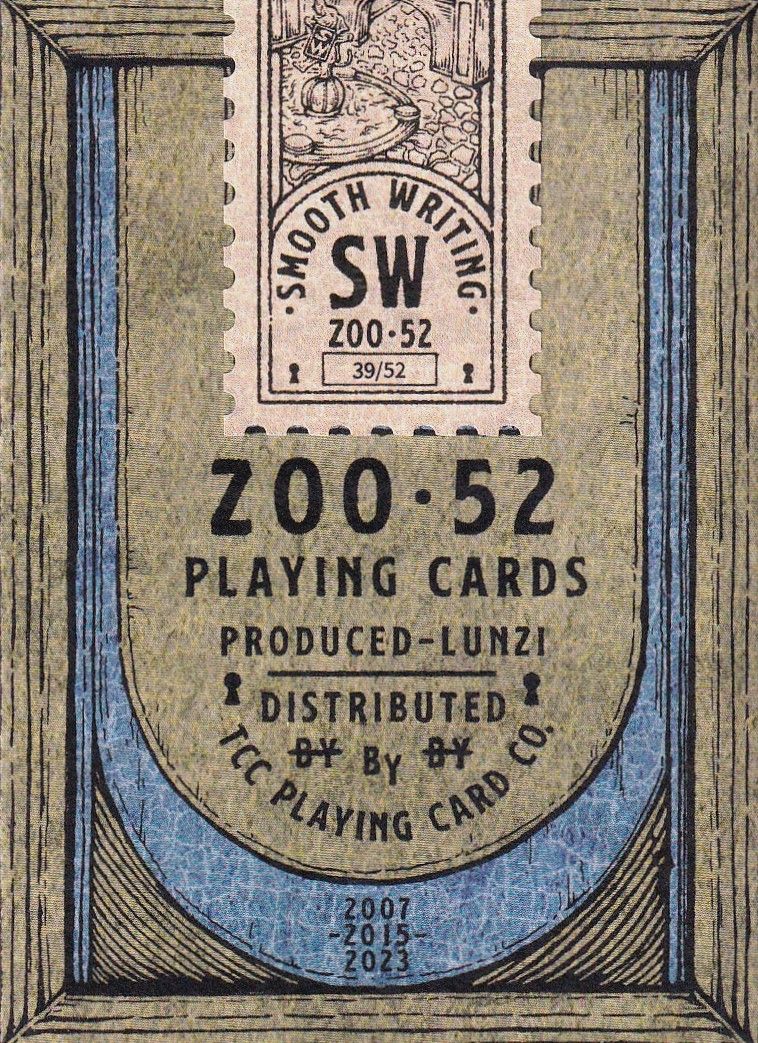 ·SMOOTH WRITING·
SW
ZOO·52
39/52
ZOO·52
PLAYING CARDS
PRODUCED-LUNZI
DISTRIBUTED
BY By BY
TCC PLAYING CARD CO.
2007
-2015-
2023